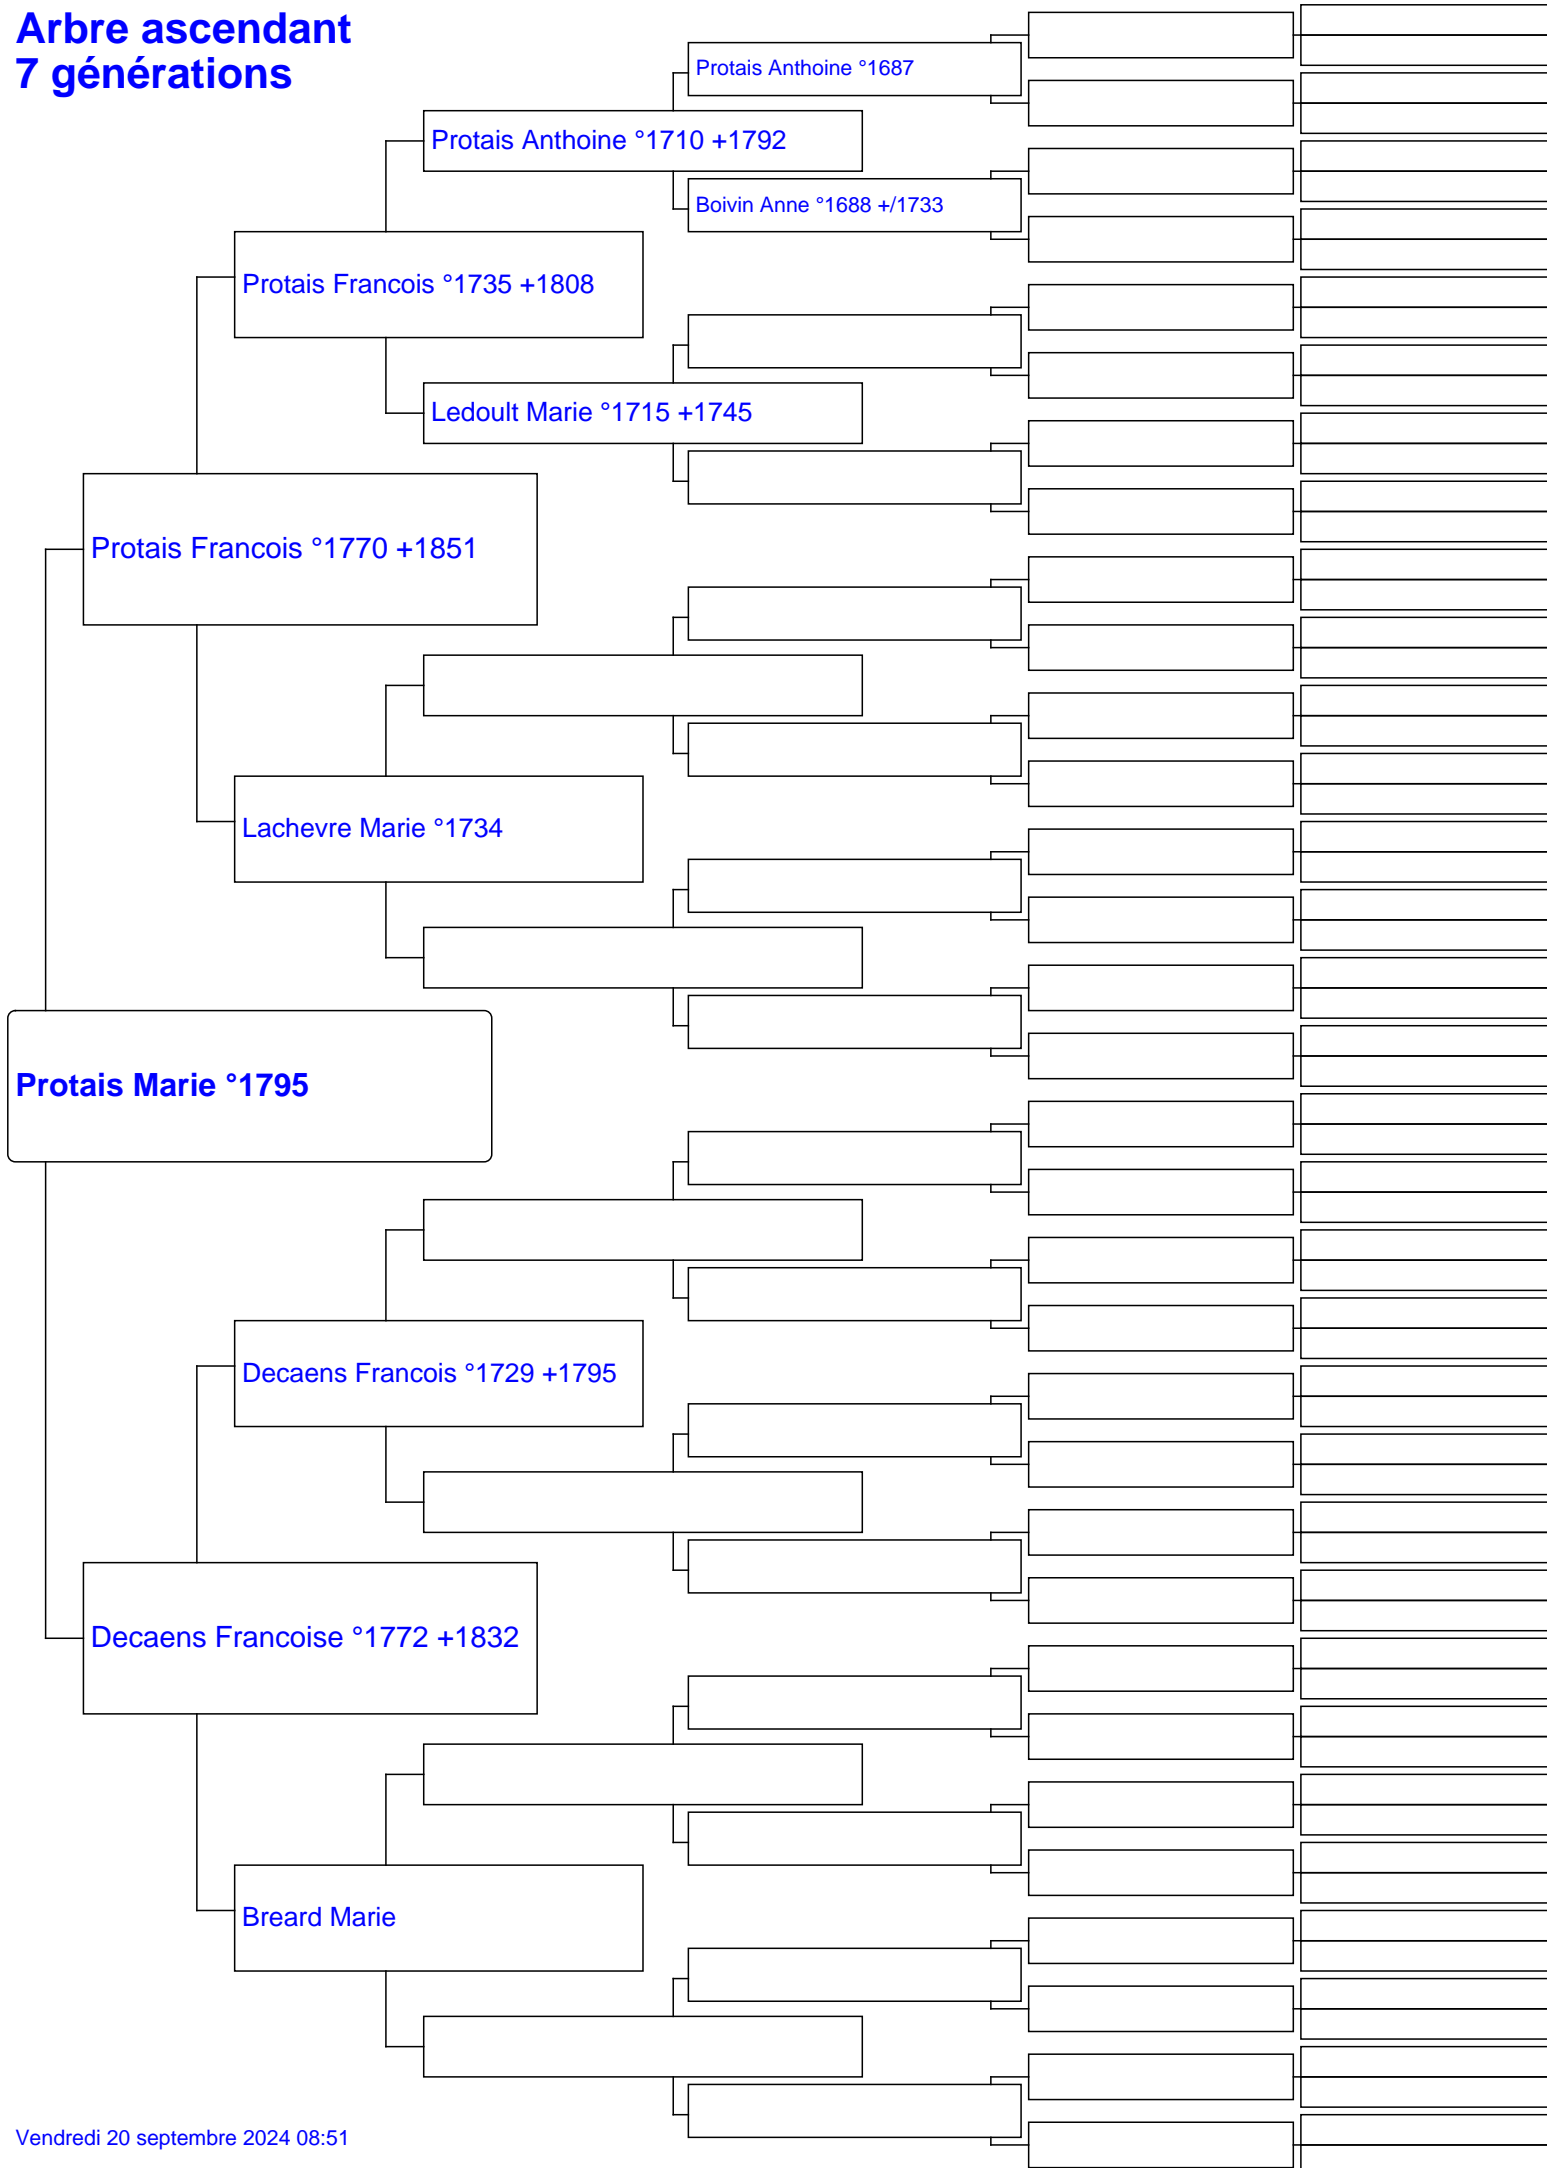 Arbre ascendant
7 générations
Protais Anthoine °1687
Protais Anthoine °1710 +1792
Boivin Anne °1688 +/1733
Protais Francois °1735 +1808
Ledoult Marie °1715 +1745
Protais Francois °1770 +1851
Lachevre Marie °1734
Protais Marie °1795
Decaens Francois °1729 +1795
Decaens Francoise °1772 +1832
Breard Marie
Vendredi 20 septembre 2024 08:51